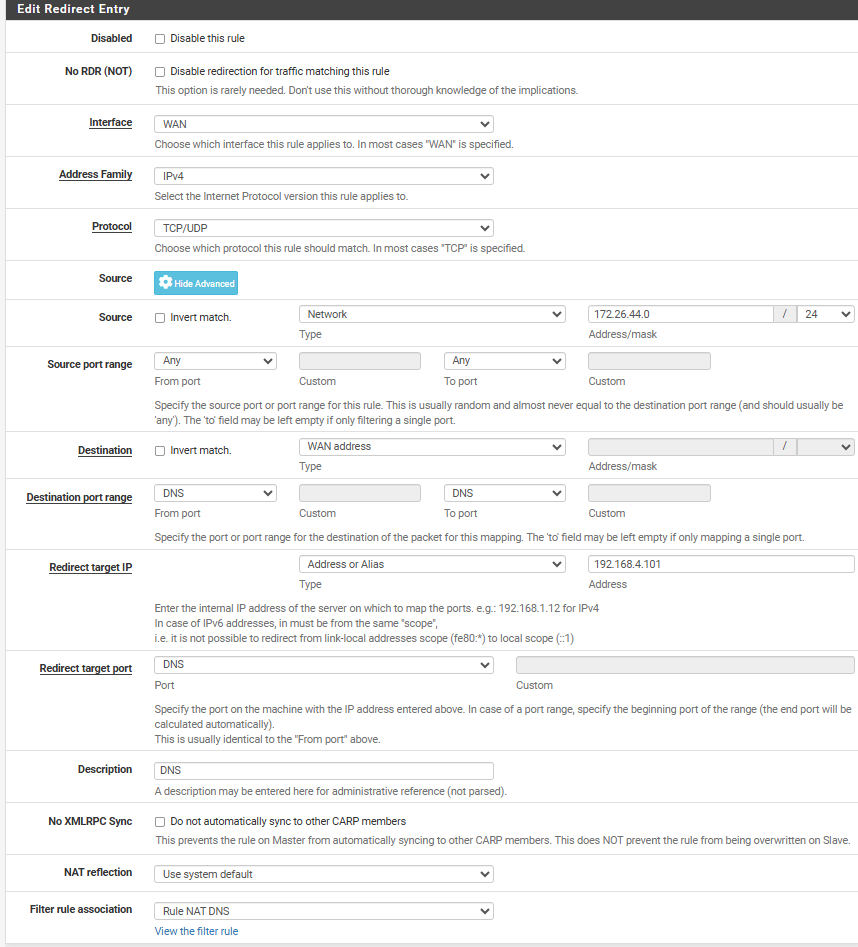 Edit Redirect Entry
Disabled
Disable this rule
No RDR (NOT)
Disable redirection for traffic matching this rule
This option is rarely needed. Don't use this without thorough knowledge of the implications.
Interface
WAN
Choose which interface this rule applies to. In most cases "WAN" is specified.
Address Family
IPv4
Select the Internet Protocol version this rule applies to.
Protocol
TCP/UDP
Choose which protocol this rule should match. In most cases "TCP" is specified.
Source
Hide Advanced
Source
Invert match.
Network
172.26.44.0 / 24
Type
Address/mask
Source port range
Any
Any
From port
Custom
To port
Custom
Specify the source port or port range for this rule. This is usually random and almost never equal to the destination port range (and should usually be
'any'). The 'to' field may be left empty if only filtering a single port.
Destination
Invert match.
WAN address
/
Type
Address/mask
Destination port range
DNS
DNS
From port
Custom
To port
Custom
Specify the port or port range for the destination of the packet for this mapping. The 'to' field may be left empty if only mapping a single port.
Redirect target IP
Address or Alias
192.168.4.101
Type
Address
Enter the internal IP address of the server on which to map the ports. e.g.: 192.168.1.12 for IPv4
In case of IPv6 addresses, in must be from the same "scope",
i.e. it is not possible to redirect from link-local addresses scope (fe80:*) to local scope (::1)
Redirect target port
DNS
Port
Custom
Specify the port on the machine with the IP address entered above. In case of a port range, specify the beginning port of the range (the end port will be
calculated automatically).
This is usually identical to the "From port" above.
Description
DNS
A description may be entered here for administrative reference (not parsed).
No XMLRPC Sync
Do not automatically sync to other CARP members
This prevents the rule on Master from automatically syncing to other CARP members. This does NOT prevent the rule from being overwritten on Slave.
NAT reflection
Use system default
Filter rule association
Rule NAT DNS
View the filter rule